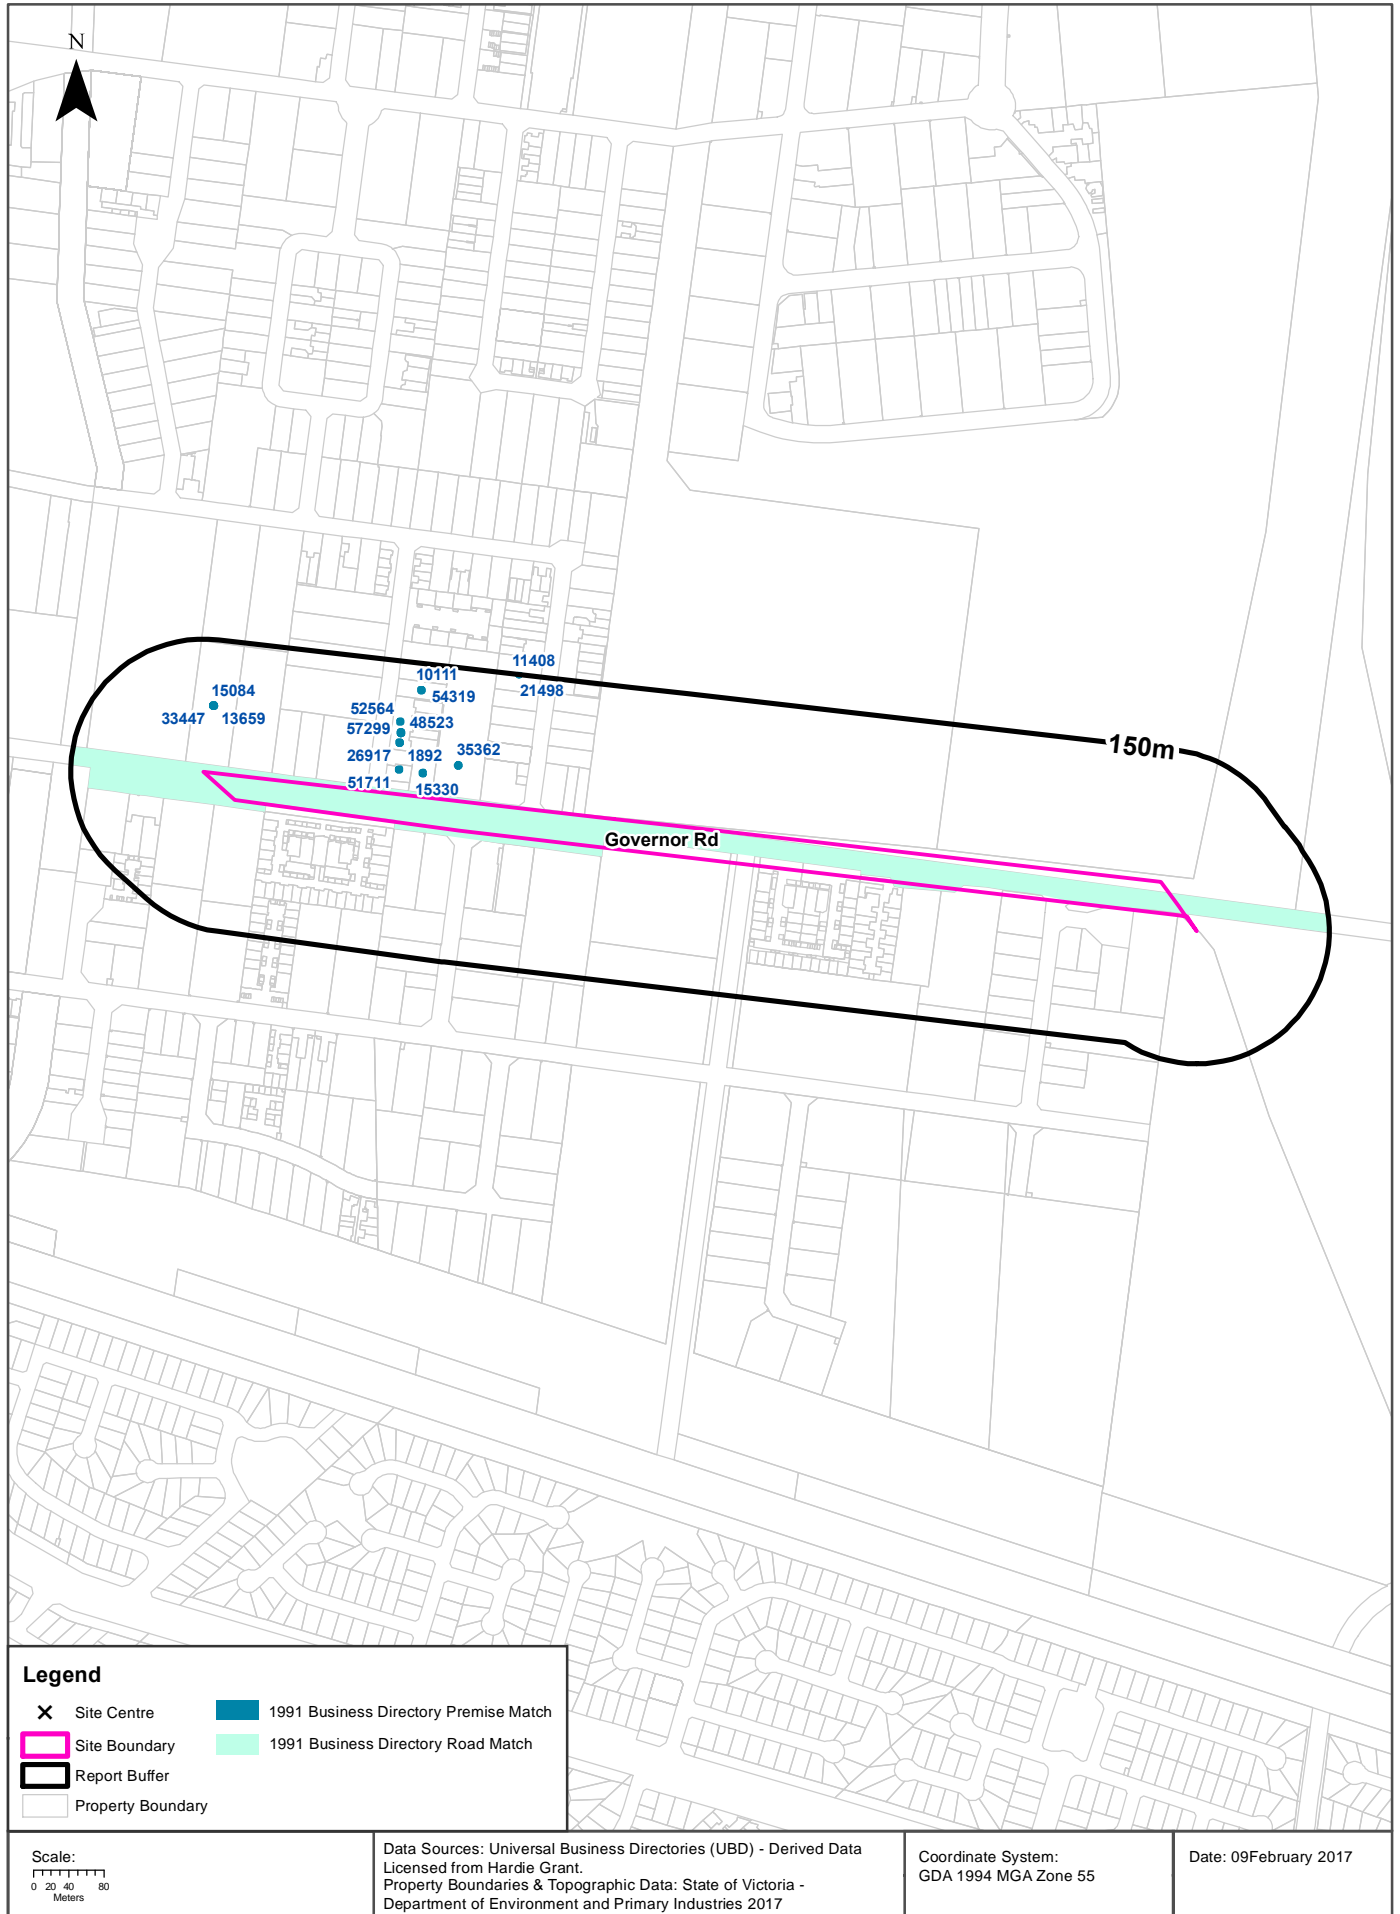 N
11408
10111
21498
15084
54319
33447 13659
52564
48523
57299
35362
26917 1892
150m
51711
15330
Governor Rd
Legend
Site Centre
1991 Business Directory Premise Match
Site Boundary
1991 Business Directory Road Match
Report Buffer
Property Boundary
Scale:
0 20 40 80
Meters
Data Sources: Universal Business Directories (UBD) - Derived Data
Licensed from Hardie Grant.
Property Boundaries & Topographic Data: State of Victoria -
Department of Environment and Primary Industries 2017
Coordinate System:
GDA 1994 MGA Zone 55
Date: 09February 2017